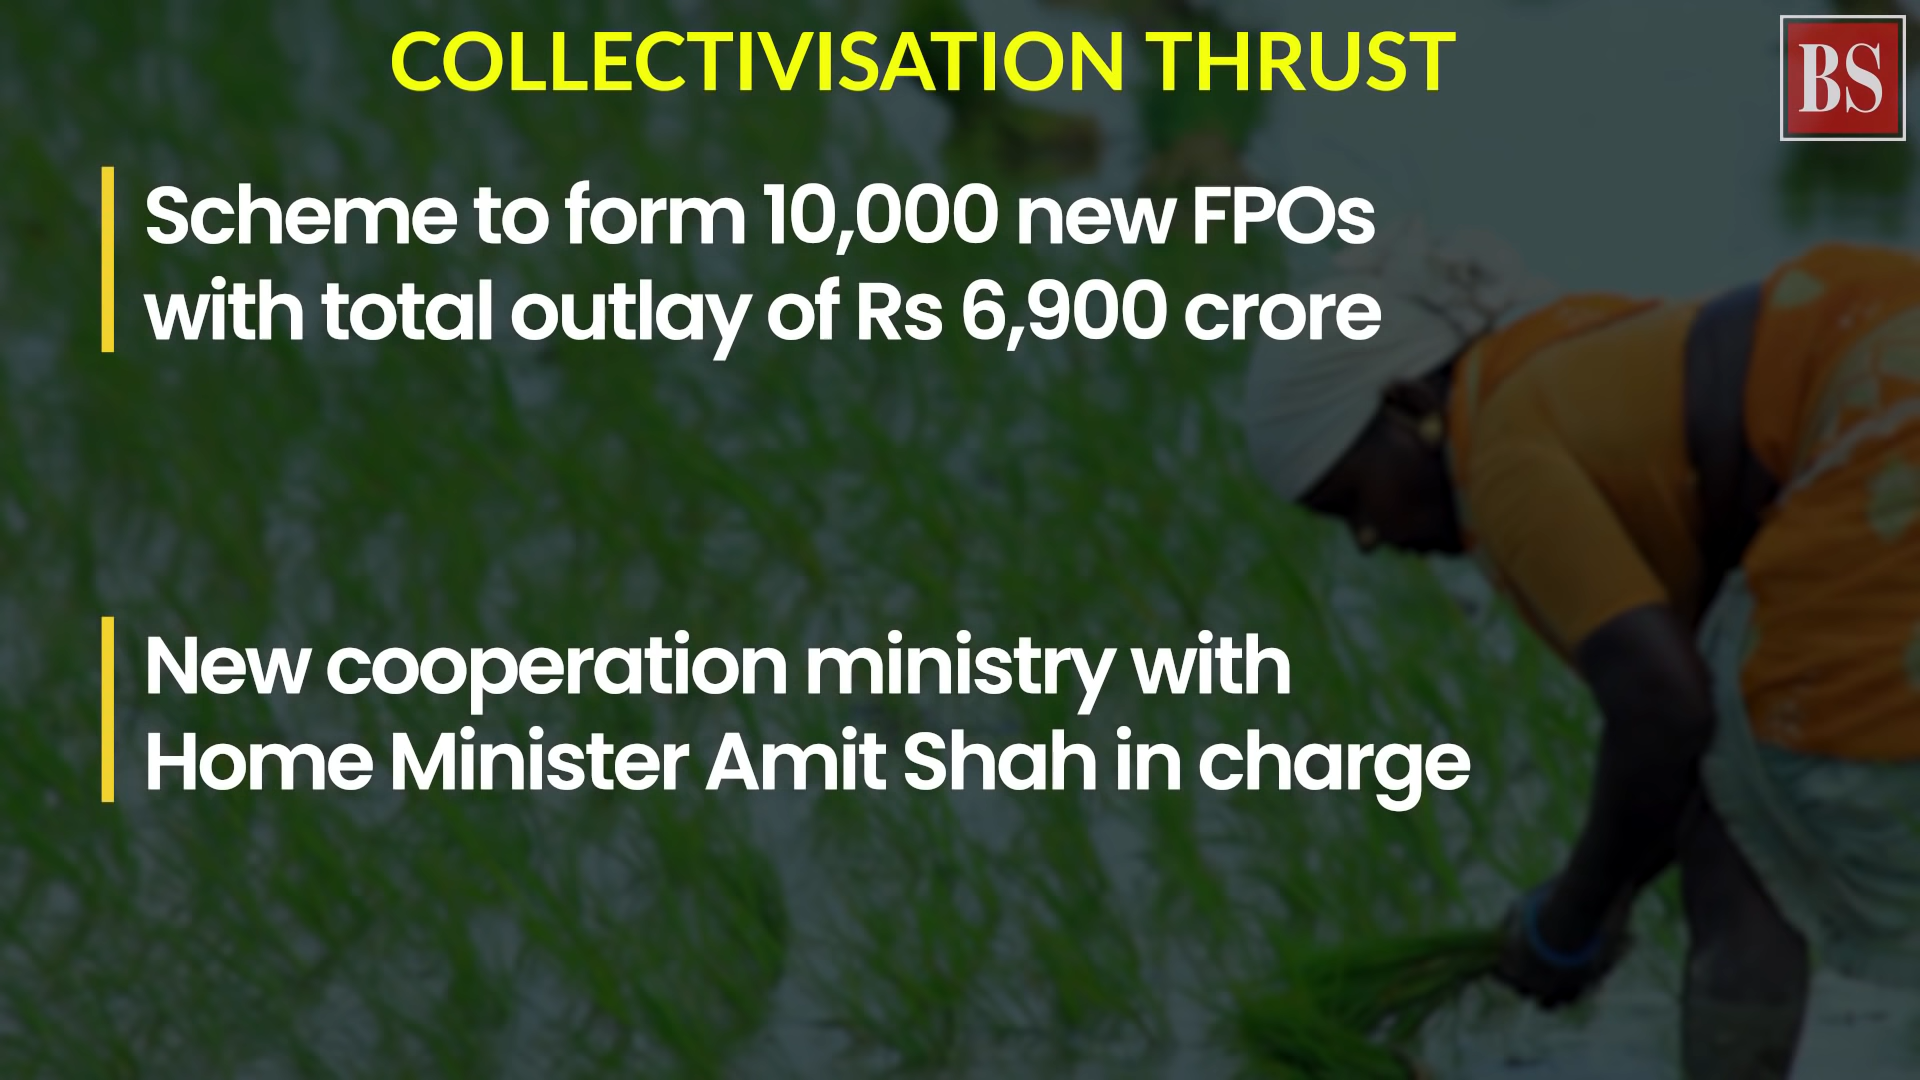 COLLECTIVISATION THRUST
BS
Scheme to form 10,000 new FPOs
with total outlay of Rs 6,900 crore
New cooperation ministry with
Home Minister Amit Shah in charge